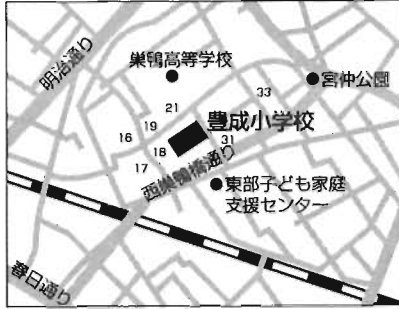 明治通り
巣鴨高等学校
宮仲公園
33
21
19
16
豊成小学校
18
31
17
西巣鴨橋通り
東部子ども家庭
支援センター
春日通り